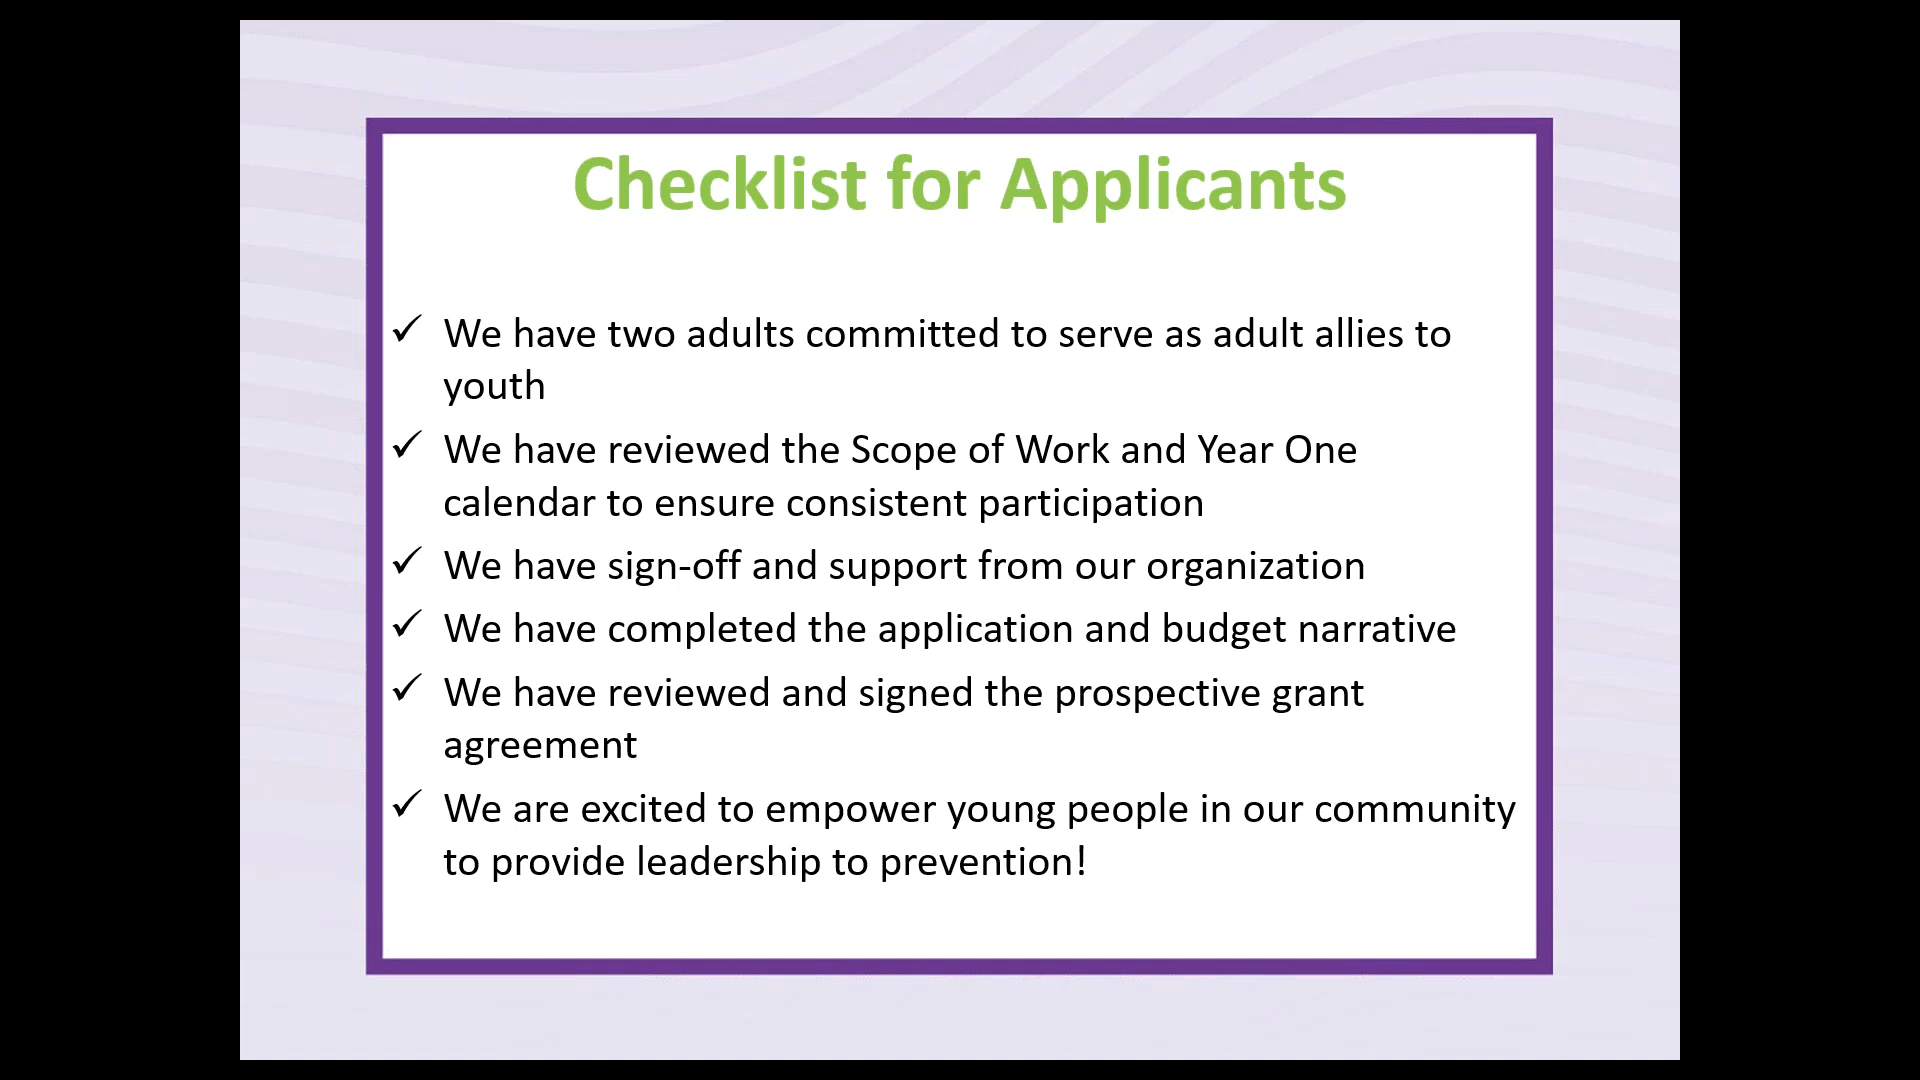 Checklist for Applicants
✓ We have two adults committed to serve as adult allies to
youth
✓ We have reviewed the Scope of Work and Year One
calendar to ensure consistent participation
✓ We have sign-off and support from our organization
✓ We have completed the application and budget narrative
✓ We have reviewed and signed the prospective grant
agreement
✓ We are excited to empower young people in our community
to provide leadership to prevention!